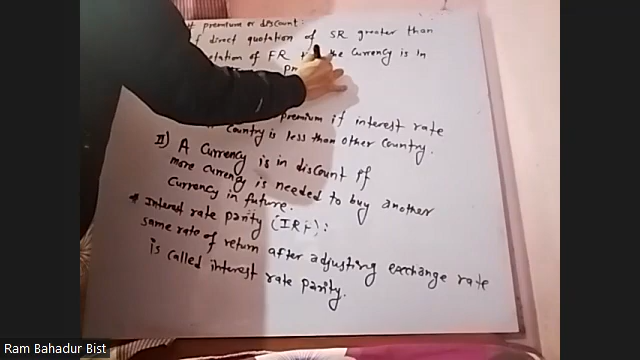 premium or discount:
direct quotation of SR greater than
of FR the currency is in
premium if interest rate
country is less than other country.
II) A currency is in discount if
more currency is needed to buy another
currency in future.
* Interest rate parity (IRP):
same rate of return after adjusting exchange rate
is called interest rate parity.
Ram Bahadur Bist